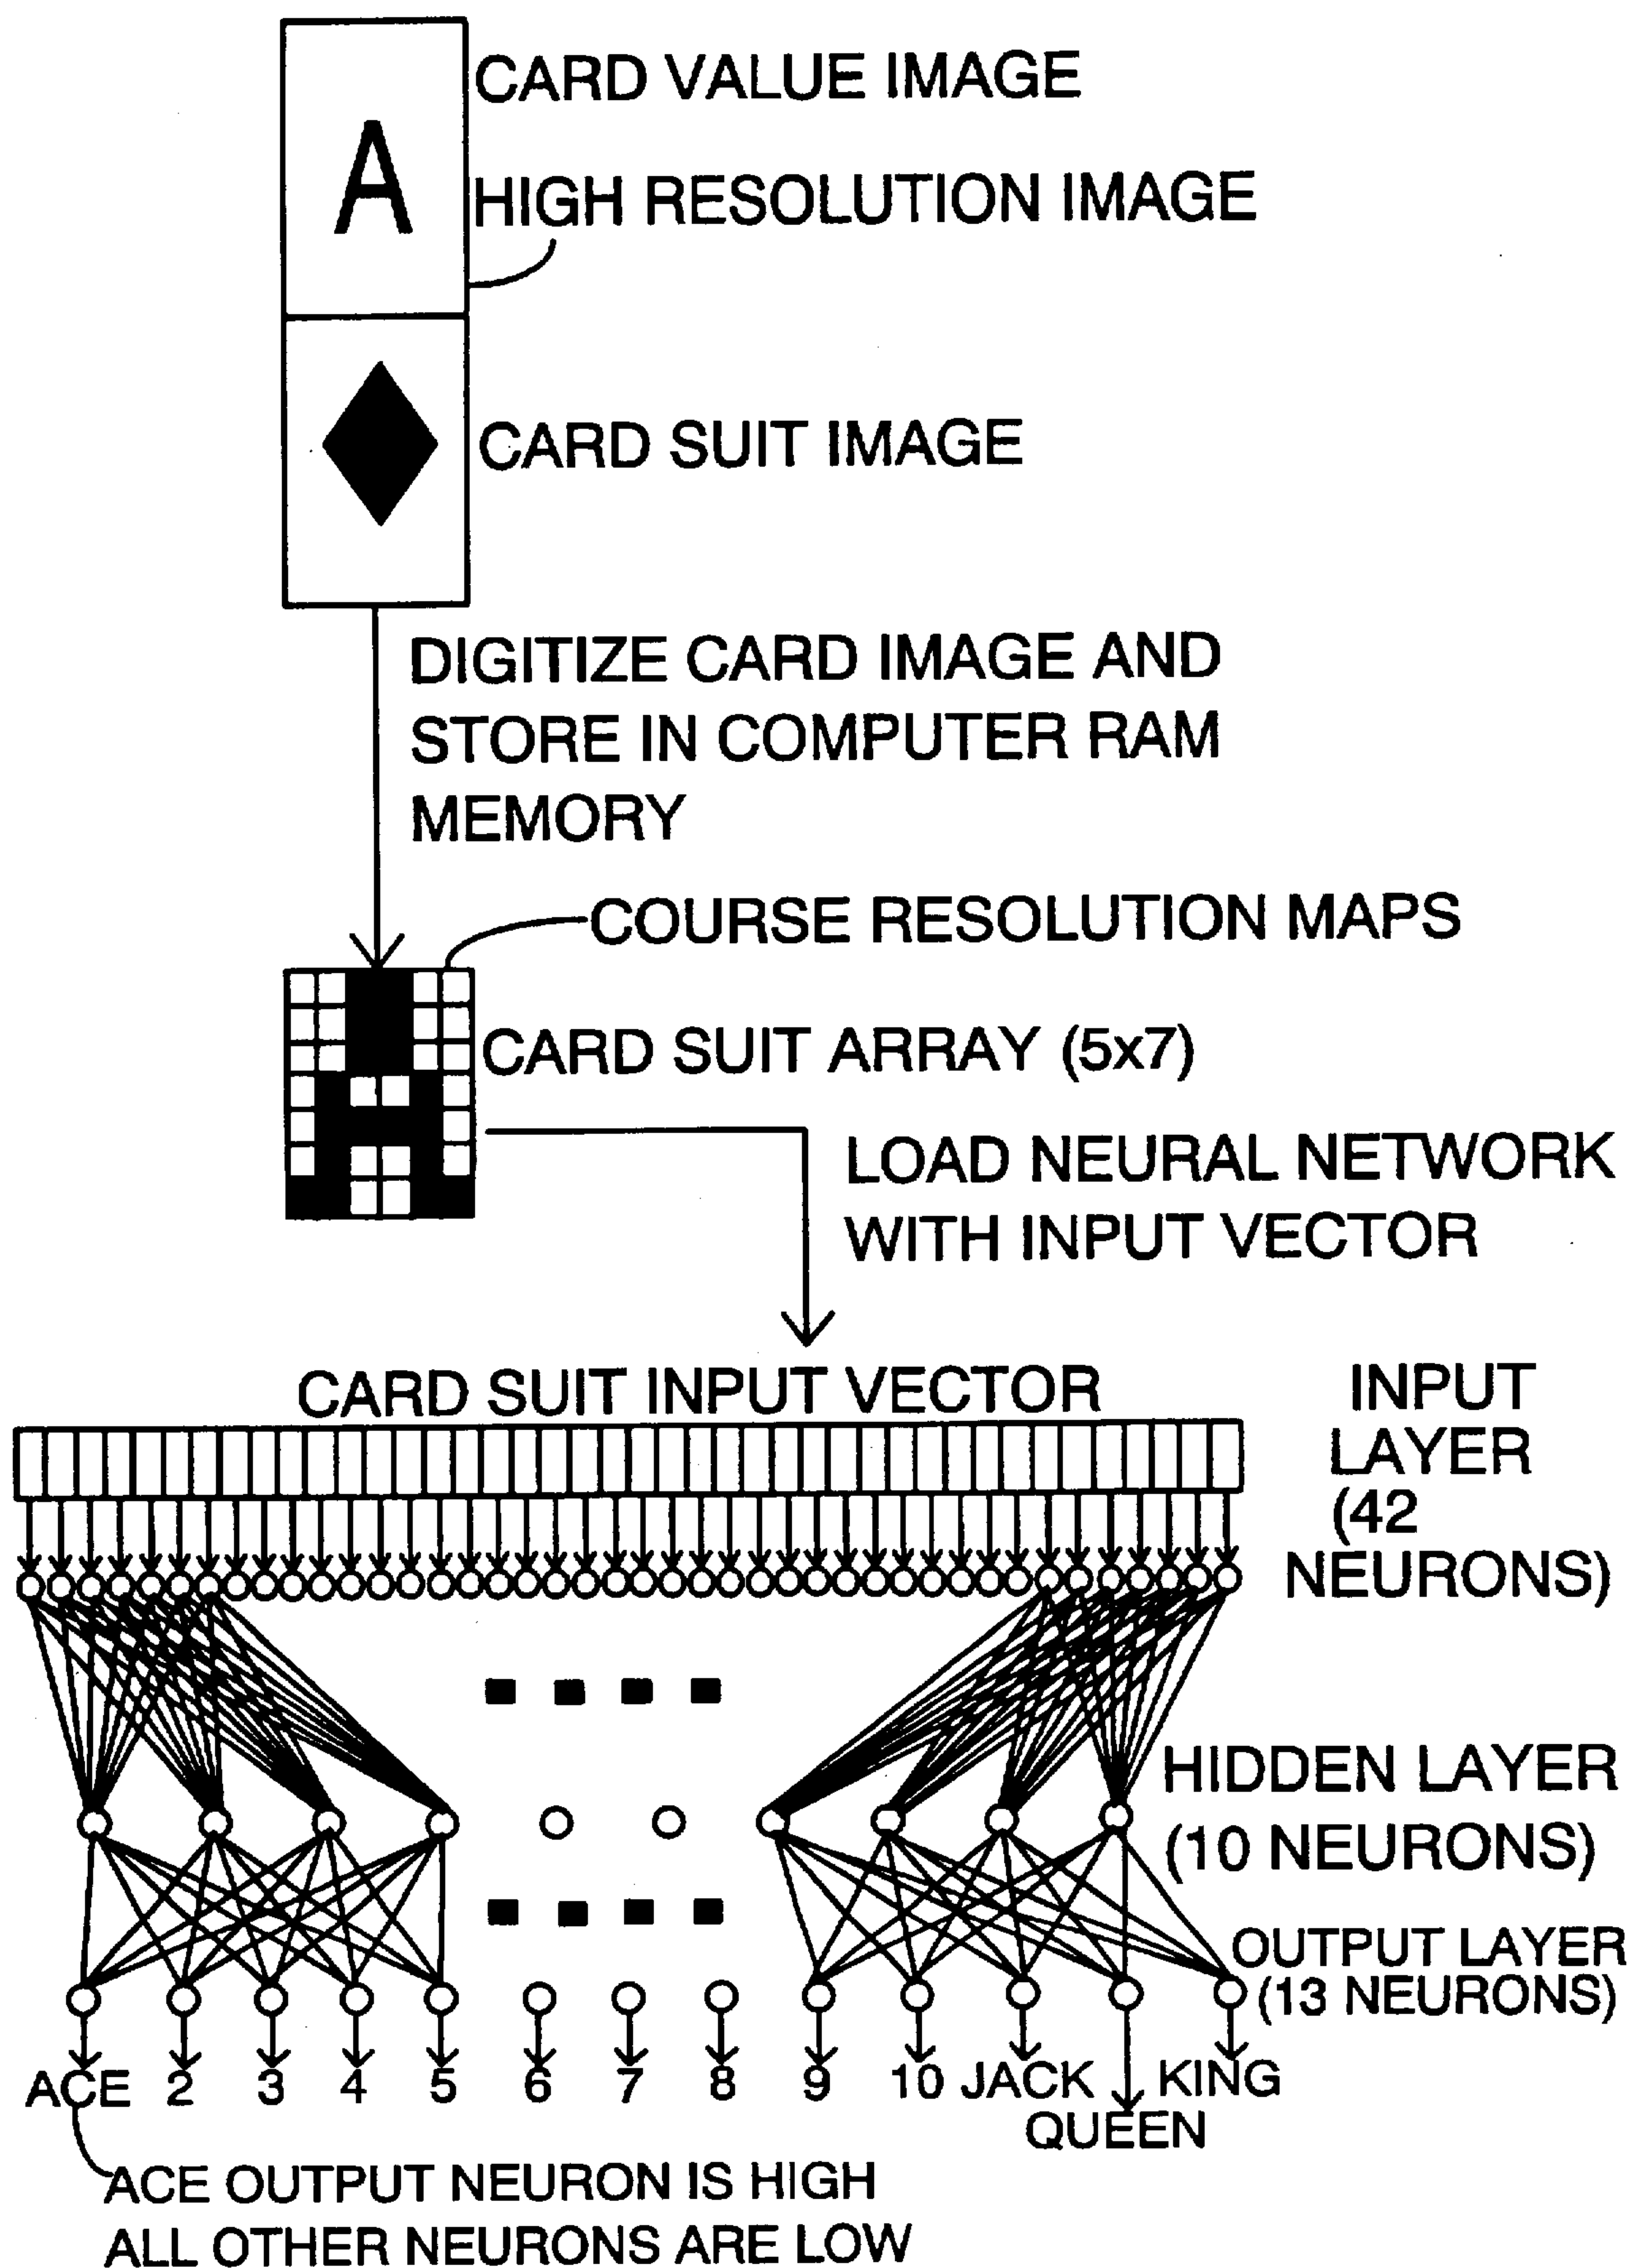 CARD VALUE IMAGE
A
HIGH RESOLUTION IMAGE
CARD SUIT IMAGE
DIGITIZE CARD IMAGE AND
STORE IN COMPUTER RAM
MEMORY
COURSE RESOLUTION MAPS
CARD SUIT ARRAY (5x7)
LOAD NEURAL NETWORK
WITH INPUT VECTOR
CARD SUIT INPUT VECTOR
INPUT
LAYER
(42
NEURONS)
HIDDEN LAYER
(10 NEURONS)
OUTPUT LAYER
(13 NEURONS)
ACE 2 3 4 5 6 7 8 9 10 JACK KING
QUEEN
ACE OUTPUT NEURON IS HIGH
ALL OTHER NEURONS ARE LOW